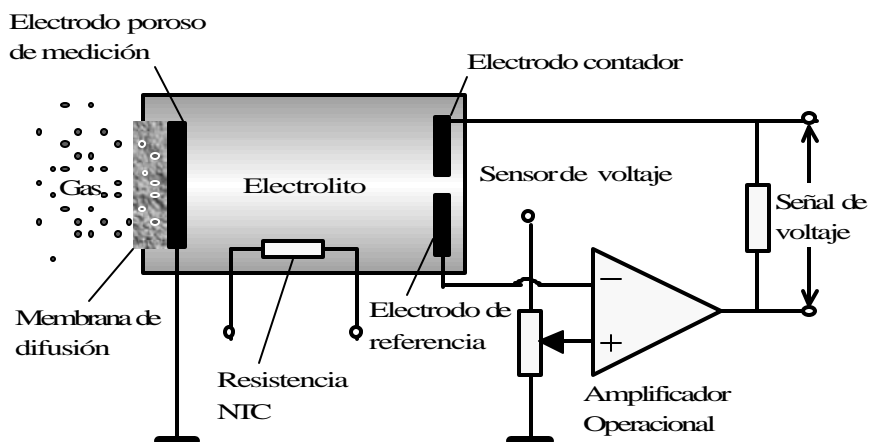 Electrodo poroso
de medición
Electrodo contador
Gas
Electrolito
Sensor de voltaje
Señal de
voltaje
Membrana de
difusión
Electrodo de
referencia
−
+
Resistencia
NTC
Amplificador
Operacional